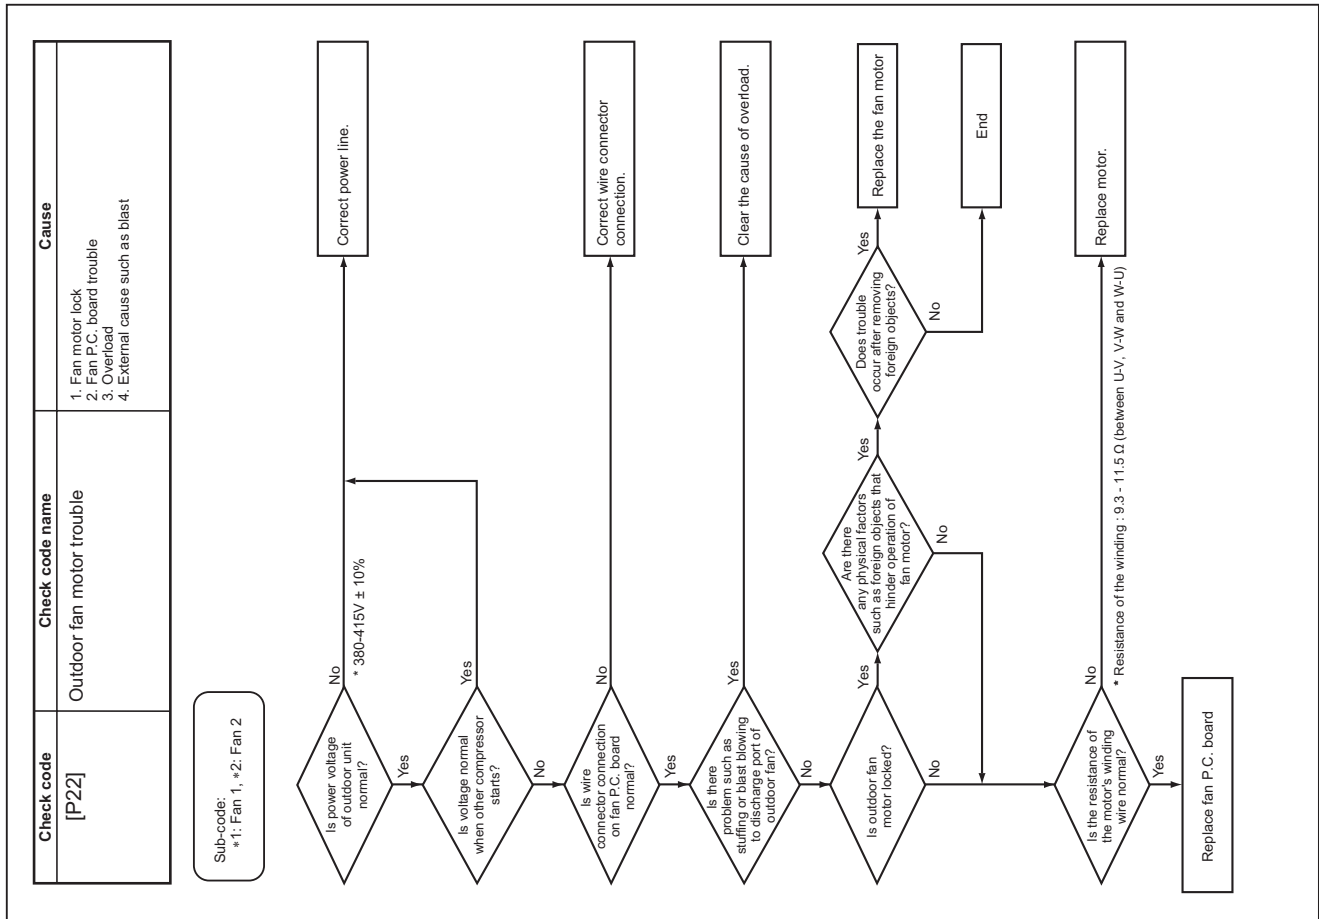 Check code
Check code name
Cause
[P22]
Outdoor fan motor trouble
1. Fan motor lock
2. Fan P.C. board trouble
3. Overload
4. External cause such as blast
Sub-code:
∗1: Fan 1, ∗2: Fan 2
Is power voltage
of outdoor unit
normal?
No
* 380-415V ± 10%
Correct power line.
Yes
Is voltage normal
when other compressor
starts?
Yes
No
Is wire
connector connection
on fan P.C. board
normal?
No
Correct wire connector
connection.
Yes
Is there
problem such as
stuffing or blast blowing
to discharge port of
outdoor fan?
Yes
Clear the cause of overload.
No
Is outdoor fan
motor locked?
Yes
Are there
any physical factors
such as foreign objects that
hinder operation of
fan motor?
Yes
Does trouble
occur after removing
foreign objects?
Yes
Replace the fan motor
No
End
No
No
Is the resistance of
the motor's winding
wire normal?
No
Replace motor.
* Resistance of the winding : 9.3 - 11.5 Ω (between U-V, V-W and W-U)
Yes
Replace fan P.C. board